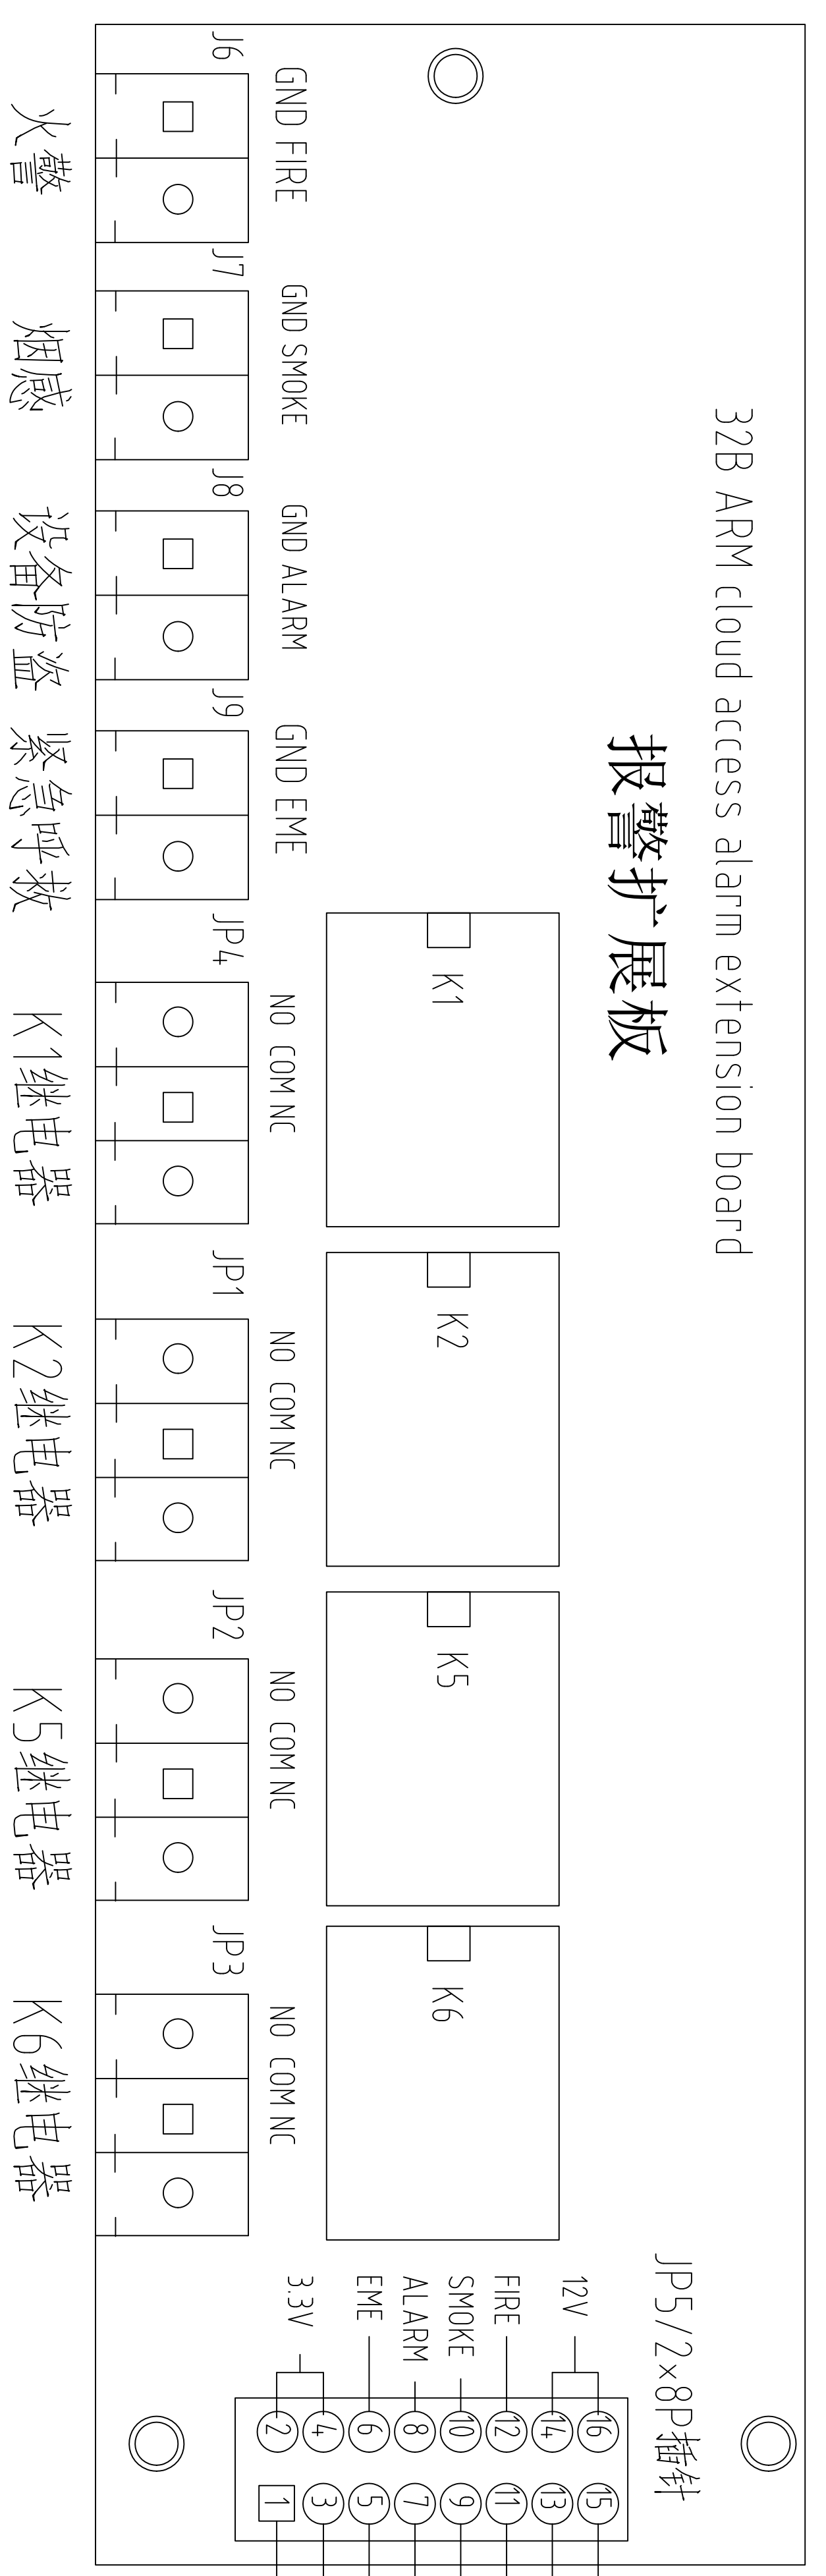 32B ARM cloud access alarm extension board
报警扩展板
JP5/2×8P插针
K1
K2
K5
K6
12V
FIRE
SMOKE
ALARM
EME
3.3V
16 15
14 13
12 11
10 9
8 7
6 5
4 3
2 1
GND FIRE
GND SMOKE
GND ALARM
GND EME
NO COM NC
NO COM NC
NO COM NC
NO COM NC
J6
J7
J8
J9
JP4
JP1
JP2
JP3
火警
烟感
设备防盗
紧急呼救
K1继电器
K2继电器
K5继电器
K6继电器